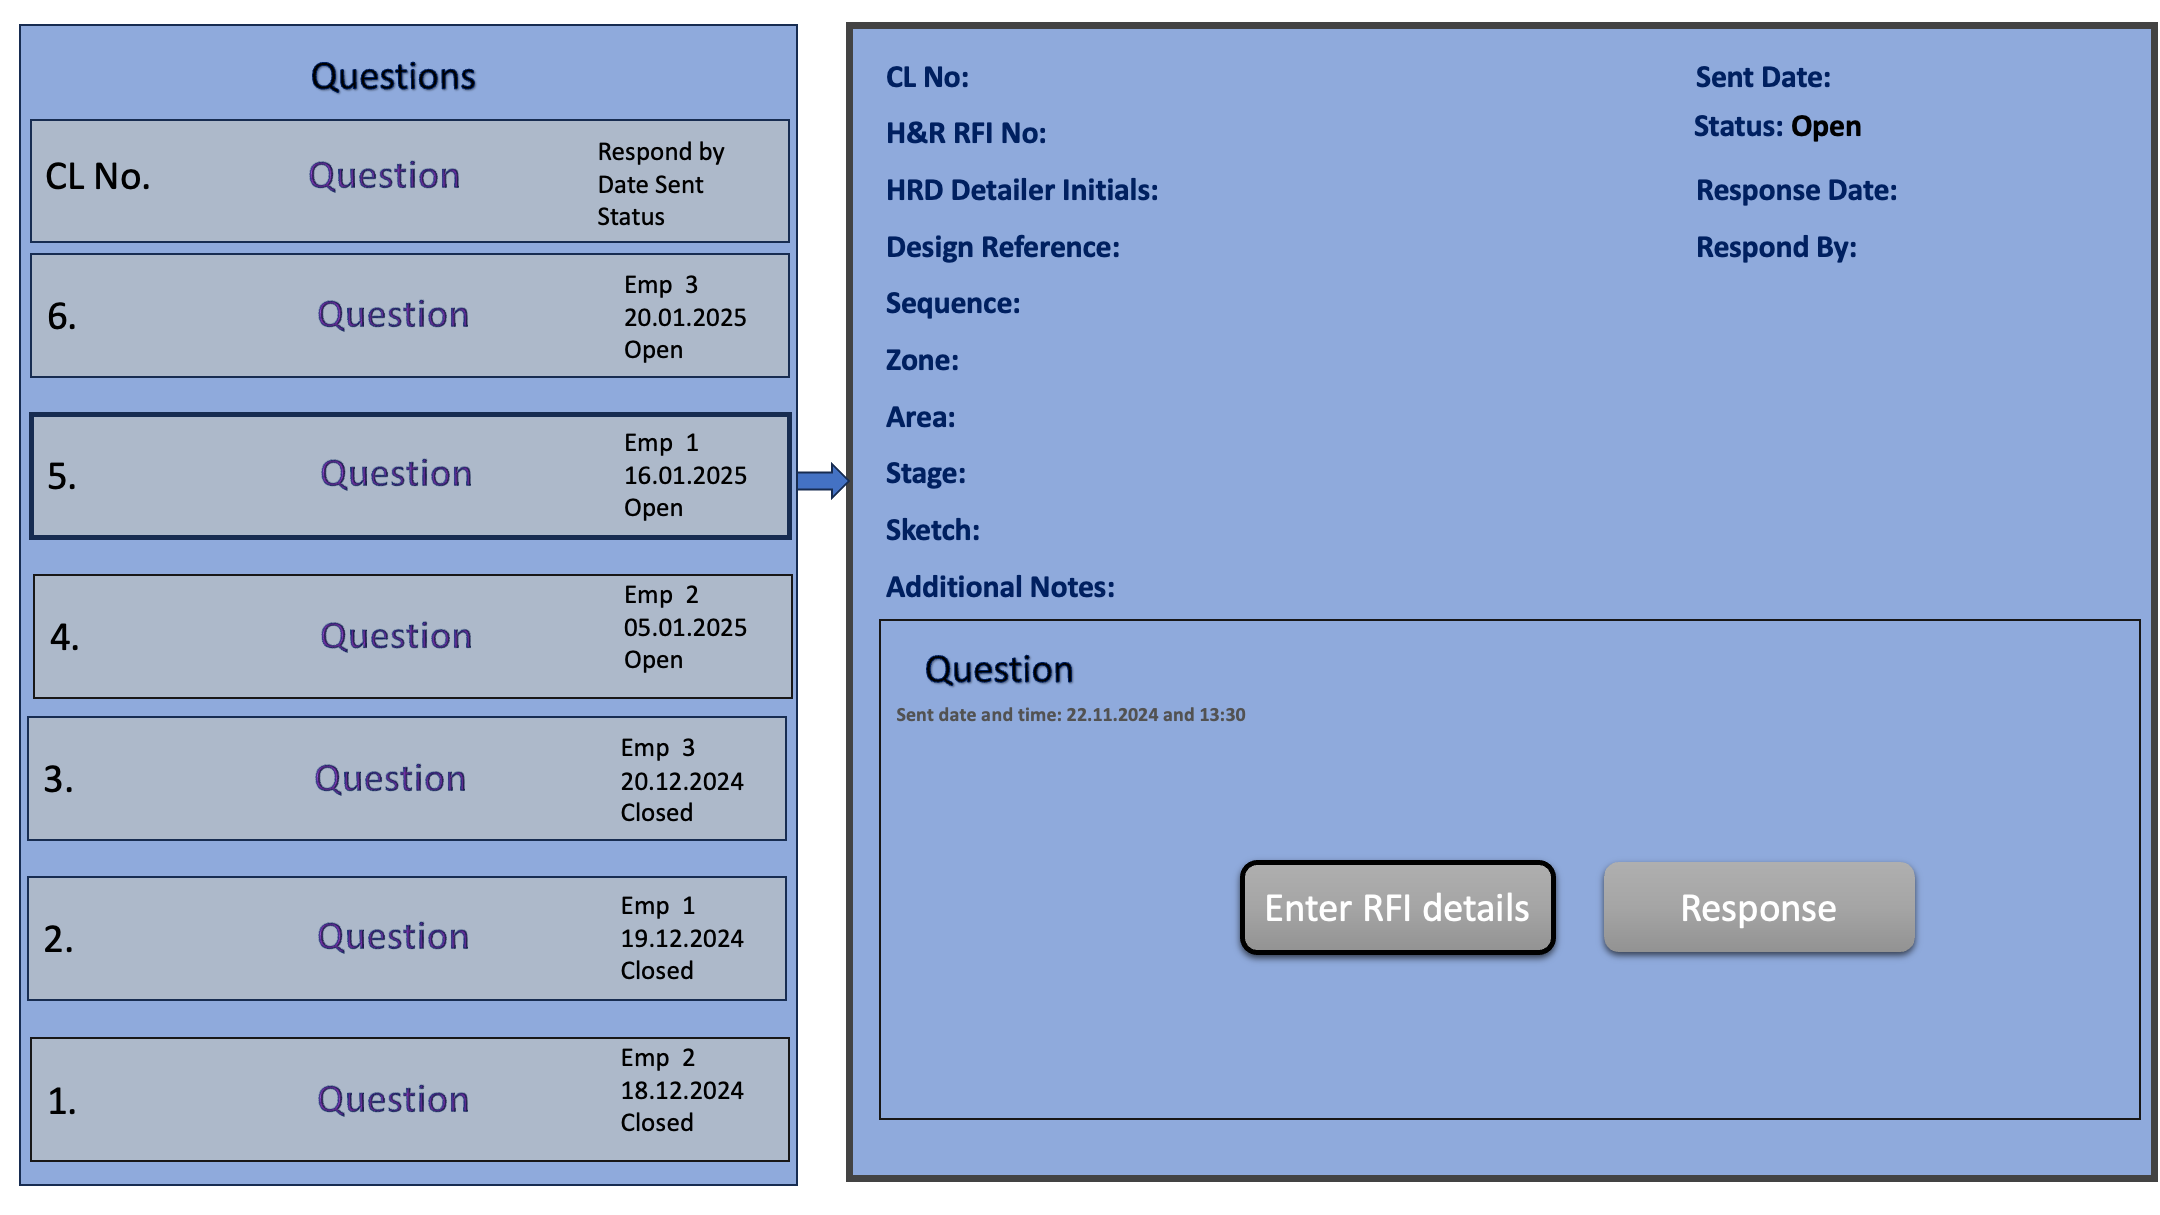 Questions
CL No.
Question
Respond by
Date Sent
Status
6.
Question
Emp 3
20.01.2025
Open
5.
Question
Emp 1
16.01.2025
Open
4.
Question
Emp 2
05.01.2025
Open
3.
Question
Emp 3
20.12.2024
Closed
2.
Question
Emp 1
19.12.2024
Closed
1.
Question
Emp 2
18.12.2024
Closed
CL No:
H&R RFI No:
HRD Detailer Initials:
Design Reference:
Sequence:
Zone:
Area:
Stage:
Sketch:
Additional Notes:
Sent Date:
Status: Open
Response Date:
Respond By:
Question
Sent date and time: 22.11.2024 and 13:30
Enter RFI details
Response